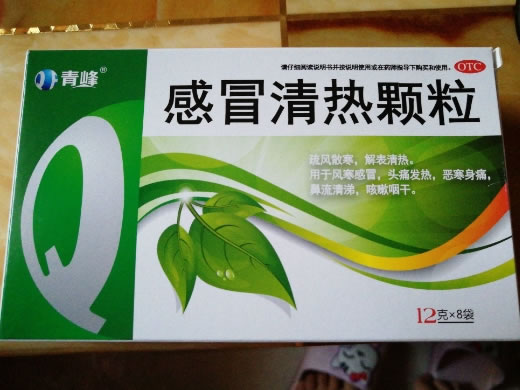 请仔细阅读说明书并按说明使用或在药师指导下购买和使用。 OTC
青峰®
感冒清热颗粒
疏风散寒，解表清热。
用于风寒感冒，头痛发热，恶寒身痛，
鼻流清涕，咳嗽咽干。
12克×8袋